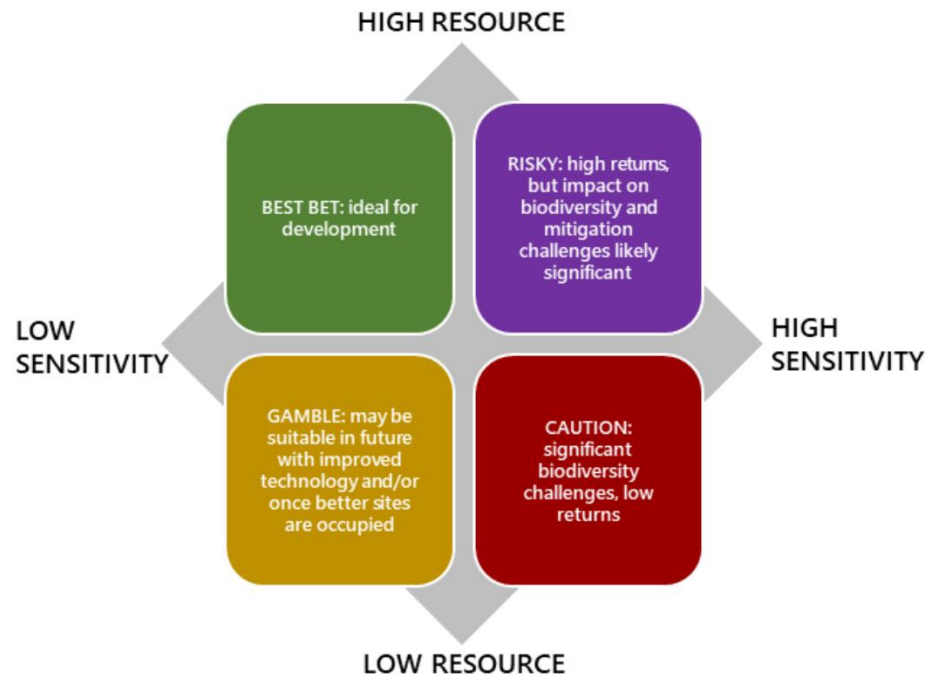 HIGH RESOURCE
BEST BET: ideal for
development
RISKY: high returns,
but impact on
biodiversity and
mitigation
challenges likely
significant
LOW
SENSITIVITY
HIGH
SENSITIVITY
GAMBLE: may be
suitable in future
with improved
technology and/or
once better sites
are occupied
CAUTION:
significant
biodiversity
challenges, low
returns
LOW RESOURCE